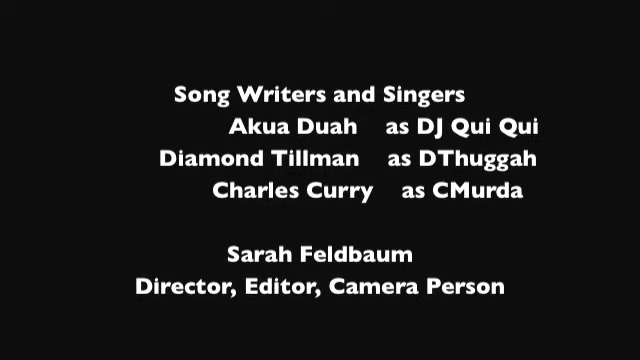 Song Writers and Singers
Akua Duah as DJ Qui Qui
Diamond Tillman as DThuggah
Charles Curry as CMurda
Sarah Feldbaum
Director, Editor, Camera Person